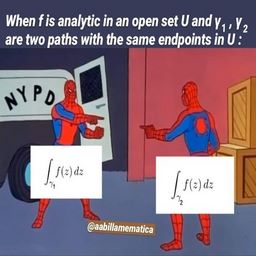 When f is analytic in an open set U and γ₁, γ₂
are two paths with the same endpoints in U :
NYPD
∫γ₁ f(z) dz
∫γ₂ f(z) dz
@aabillamematica